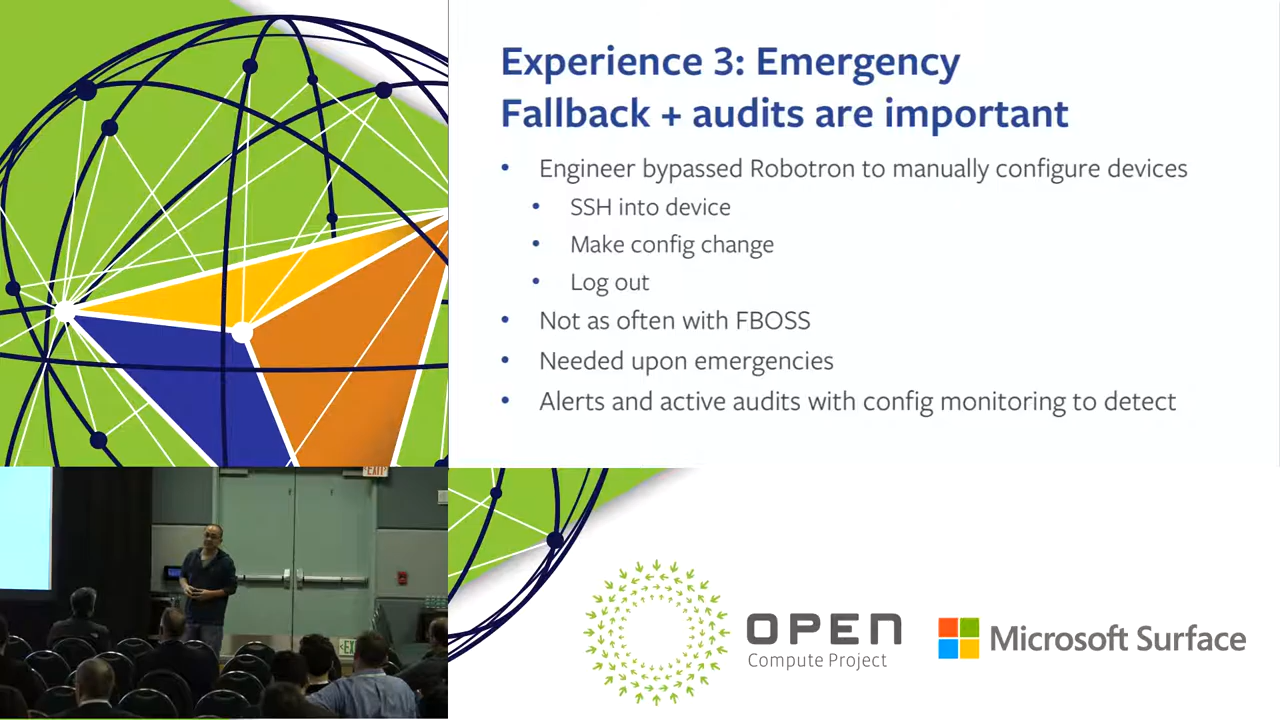 Experience 3: Emergency
Fallback + audits are important
• Engineer bypassed Robotron to manually configure devices
• SSH into device
• Make config change
• Log out
• Not as often with FBOSS
• Needed upon emergencies
• Alerts and active audits with config monitoring to detect
EXIT
OPEN
Compute Project
Microsoft Surface